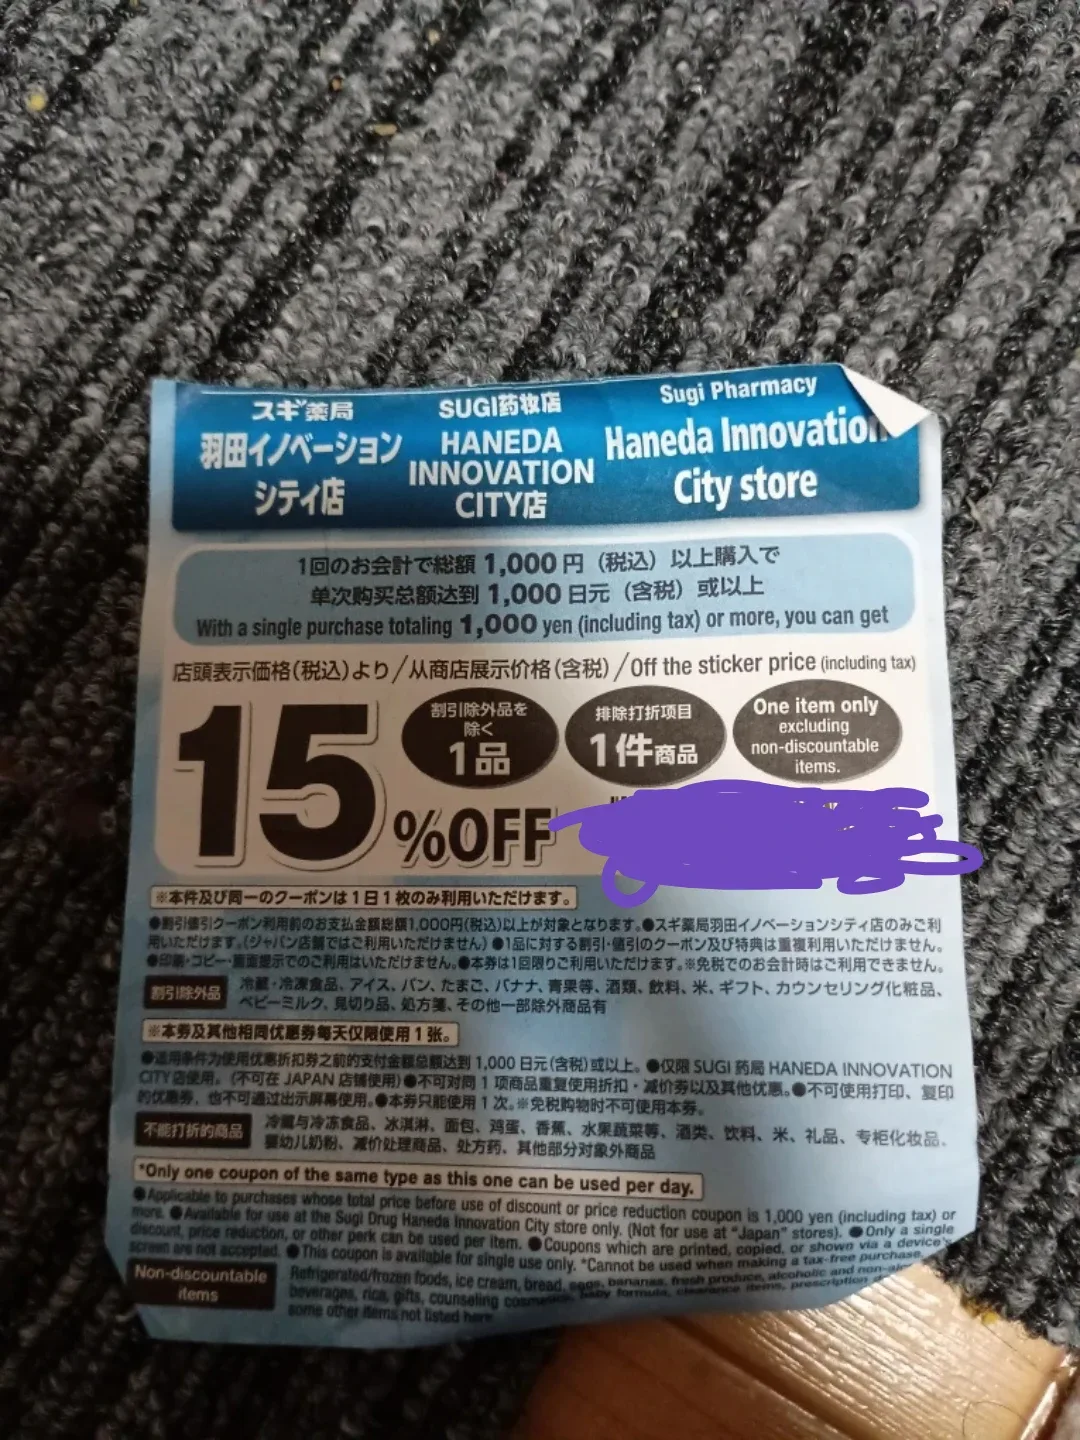 スギ薬局
羽田イノベーション
シティ店
SUGI药妆店
HANEDA
INNOVATION
CITY店
Sugi Pharmacy
Haneda Innovation
City store
1回のお会計で総額 1,000 円（税込）以上購入で
单次购买总额达到 1,000 日元（含税）或以上
With a single purchase totaling 1,000 yen (including tax) or more, you can get
店頭表示価格(税込)より/从商店展示价格(含税)/Off the sticker price (including tax)
15%OFF
割引除外品を
除く
1品
排除打折项目
1件商品
One item only
excluding
non-discountable
items.
※本件及び同一のクーポンは1日1枚のみ利用いただけます。
●割引値引クーポン利用前のお支払金額総額1,000円(税込)以上が対象となります。●スギ薬局羽田イノベーションシティ店のみご利
用いただけます。(ジャパン店舗ではご利用いただけません)●1品に対する割引・値引のクーポン及び特典は重複利用いただけません。
●印刷・コピー・画面提示でのご利用はいただけません。●本券は1回限りご利用いただけます。※免税でのお会計時はご利用できません。
割引除外品
冷蔵・冷凍食品、アイス、パン、たまご、バナナ、青果等、酒類、飲料、米、ギフト、カウンセリング化粧品、
ベビーミルク、見切り品、処方箋、その他一部除外商品有
※本券及其他相同优惠券每天仅限使用1张。
●适用条件为使用优惠折扣券之前的支付金额总额达到 1,000 日元(含税)或以上。●仅限 SUGI 药局 HANEDA INNOVATION
CITY店使用。(不可在 JAPAN 店铺使用)●不可对同 1 项商品重复使用折扣・减价券以及其他优惠。●不可使用打印、复印
的优惠券，也不可通过出示屏幕使用。●本券只能使用 1 次。※免税购物时不可使用本券。
不能打折的商品
冷藏与冷冻食品、冰淇淋、面包、鸡蛋、香蕉、水果蔬菜等、酒类、饮料、米、礼品、专柜化妆品、
婴幼儿奶粉、减价处理商品、处方药、其他部分对象外商品
*Only one coupon of the same type as this one can be used per day.
●Applicable to purchases whose total price before use of discount or price reduction coupon is 1,000 yen (including tax) or
more. ●Available for use at the Sugi Drug Haneda Innovation City store only. (Not for use at "Japan" stores). ●Only a single
discount, price reduction, or other perk can be used per item. ●Coupons which are printed, copied, or shown via a device's
screen are not accepted. ●This coupon is available for single use only. *Cannot be used when making a tax-free purchase.
Non-discountable
items
Refrigerated/frozen foods, ice cream, bread, eggs, bananas, fresh produce, alcoholic and
beverages, rice, gifts, counseling cosmetics, baby formula, clearance items, prescription
some other items not listed here